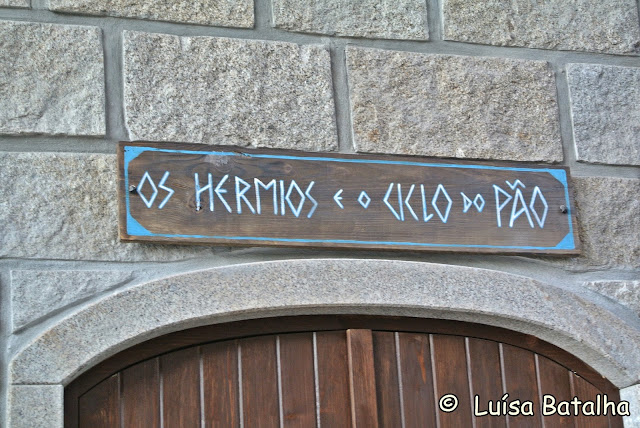 OS HERMIOS E O CICLO DO PÃO
© Luísa Batalha